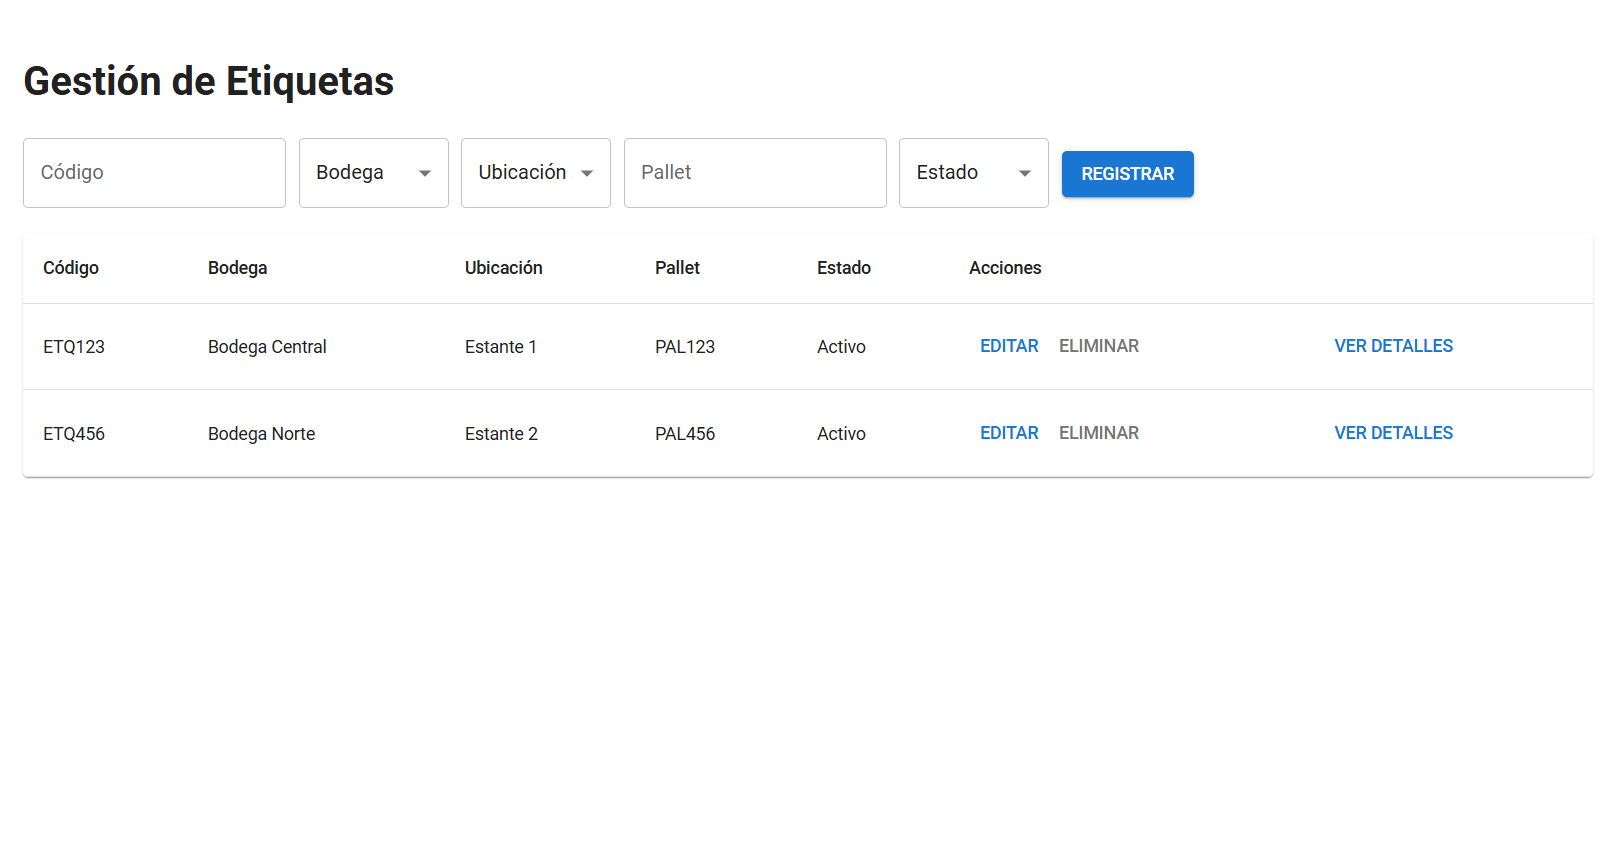 Gestión de Etiquetas
Código Bodega Ubicación Pallet Estado REGISTRAR
Código Bodega Ubicación Pallet Estado Acciones
ETQ123 Bodega Central Estante 1 PAL123 Activo EDITAR ELIMINAR VER DETALLES
ETQ456 Bodega Norte Estante 2 PAL456 Activo EDITAR ELIMINAR VER DETALLES